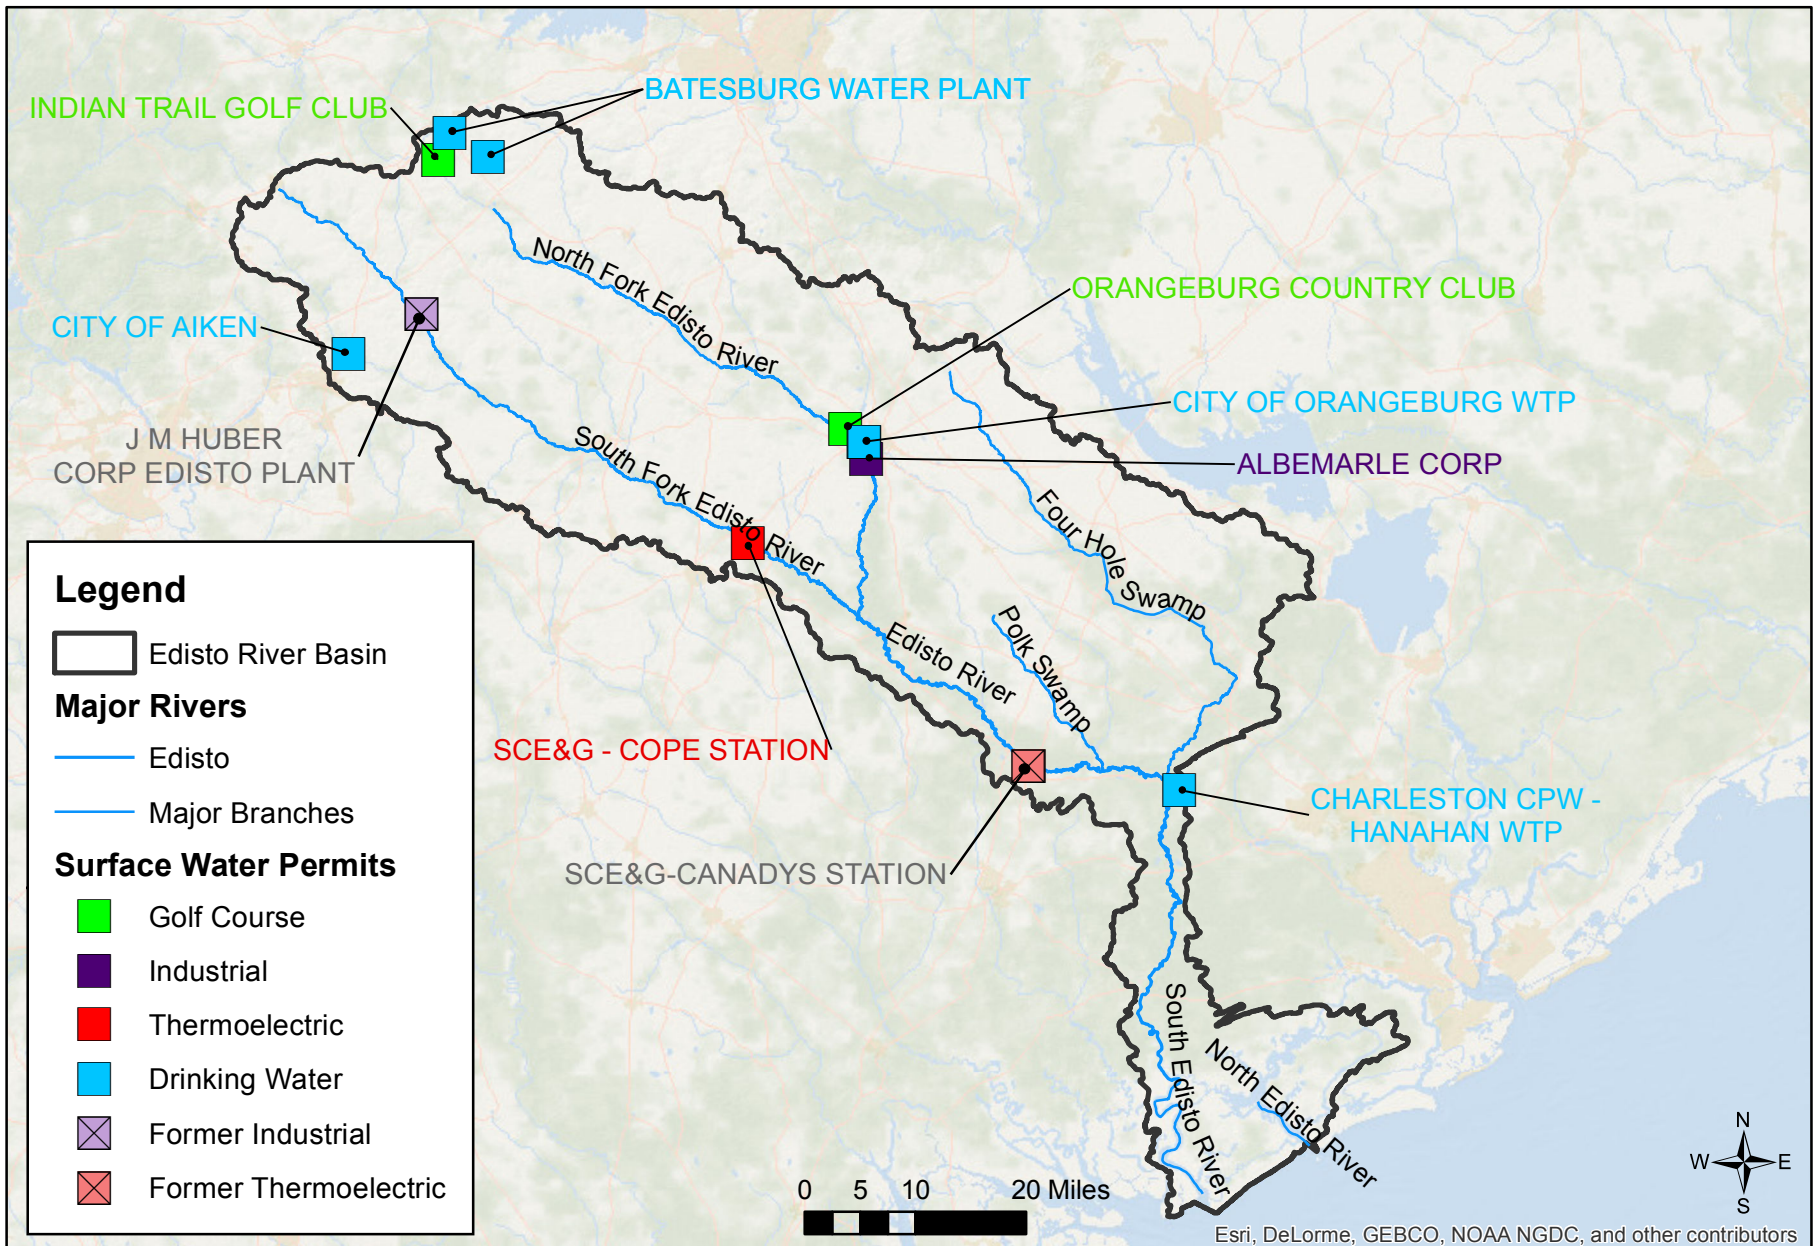 INDIAN TRAIL GOLF CLUB
BATESBURG WATER PLANT
North Fork Edisto River
ORANGEBURG COUNTRY CLUB
CITY OF AIKEN
CITY OF ORANGEBURG WTP
J M HUBER
CORP EDISTO PLANT
ALBEMARLE CORP
South Fork Edisto River
Four Hole Swamp
Edisto River
Polk Swamp
SCE&G - COPE STATION
CHARLESTON CPW -
HANAHAN WTP
SCE&G-CANADYS STATION
South Edisto River
North Edisto River
Legend
Edisto River Basin
Major Rivers
Edisto
Major Branches
Surface Water Permits
Golf Course
Industrial
Thermoelectric
Drinking Water
Former Industrial
Former Thermoelectric
0 5 10 20 Miles
N
W E
S
Esri, DeLorme, GEBCO, NOAA NGDC, and other contributors